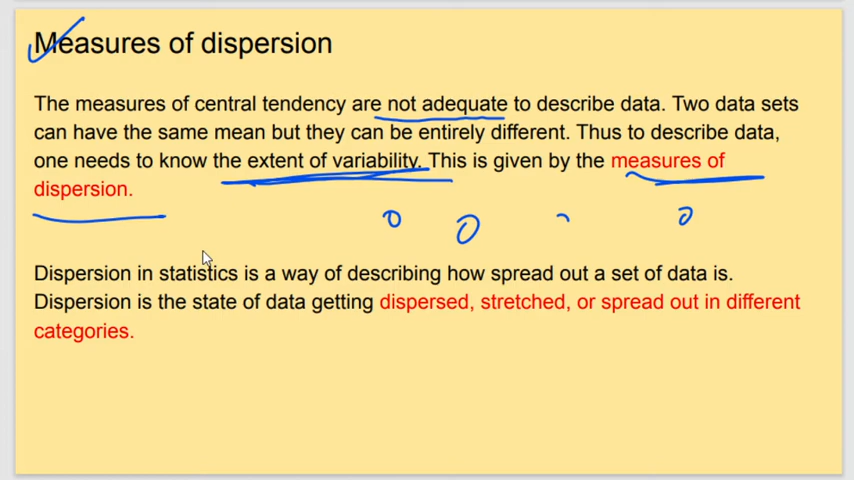 Measures of dispersion
The measures of central tendency are not adequate to describe data. Two data sets
can have the same mean but they can be entirely different. Thus to describe data,
one needs to know the extent of variability. This is given by the measures of
dispersion.
Dispersion in statistics is a way of describing how spread out a set of data is.
Dispersion is the state of data getting dispersed, stretched, or spread out in different
categories.